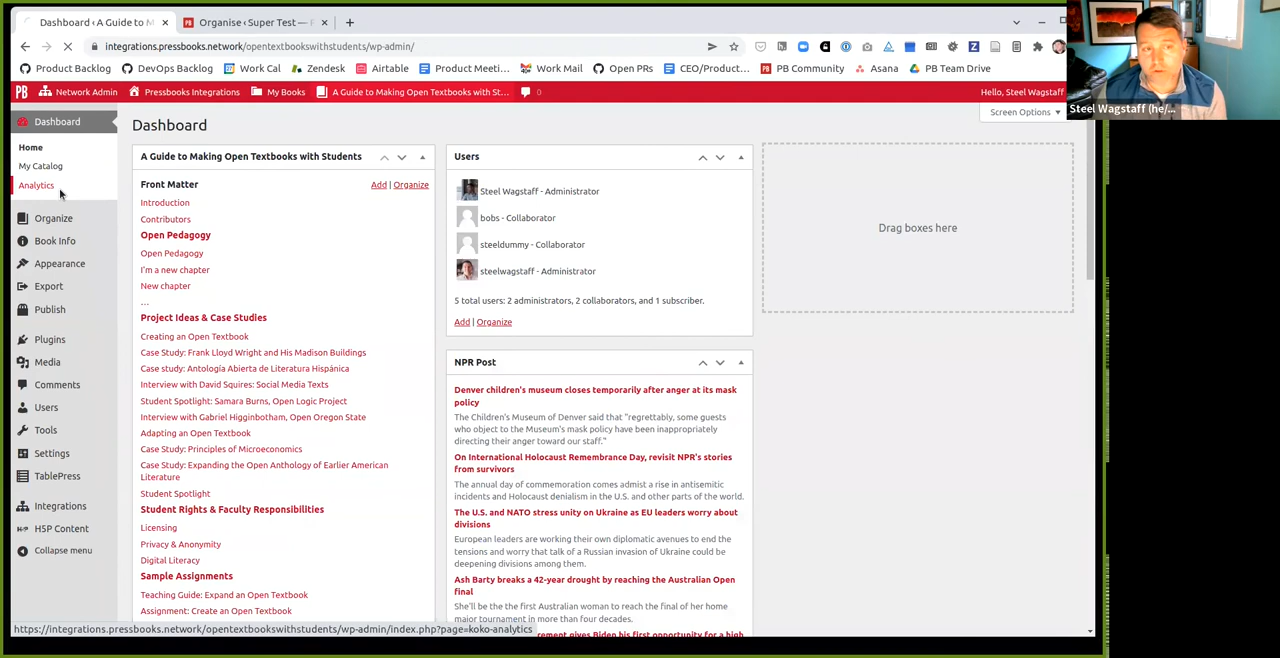 Dashboard ‹ A Guide to M
Organise ‹ Super Test — P
integrations.pressbooks.network/opentextbookswithstudents/wp-admin/
Product Backlog
DevOps Backlog
Work Cal
Zendesk
Airtable
Product Meeti...
Work Mail
Open PRs
CEO/Product...
PB Community
Asana
PB Team Drive
PB
Network Admin
Pressbooks Integrations
My Books
A Guide to Making Open Textbooks with St...
0
Hello, Steel Wagstaff
Steel Wagstaff (he/...
Screen Options
Dashboard
Home
My Catalog
Analytics
Organize
Book Info
Appearance
Export
Publish
Plugins
Media
Comments
Users
Tools
Settings
TablePress
Integrations
H5P Content
Collapse menu
Dashboard
A Guide to Making Open Textbooks with Students
Front Matter
Add | Organize
Introduction
Contributors
Open Pedagogy
Open Pedagogy
I'm a new chapter
New chapter
...
Project Ideas & Case Studies
Creating an Open Textbook
Case Study: Frank Lloyd Wright and His Madison Buildings
Case study: Antología Abierta de Literatura Hispánica
Interview with David Squires: Social Media Texts
Student Spotlight: Samara Burns, Open Logic Project
Interview with Gabriel Higginbotham, Open Oregon State
Adapting an Open Textbook
Case Study: Principles of Microeconomics
Case Study: Expanding the Open Anthology of Earlier American
Literature
Student Spotlight
Student Rights & Faculty Responsibilities
Licensing
Privacy & Anonymity
Digital Literacy
Sample Assignments
Teaching Guide: Expand an Open Textbook
Assignment: Create an Open Textbook
Users
Steel Wagstaff - Administrator
bobs - Collaborator
steeldummy - Collaborator
steelwagstaff - Administrator
5 total users: 2 administrators, 2 collaborators, and 1 subscriber.
Add | Organize
NPR Post
Denver children's museum closes temporarily after anger at its mask
policy
The Children's Museum of Denver said that "regrettably, some guests
who object to the Museum's mask policy have been inappropriately
directing their anger toward our staff."
On International Holocaust Remembrance Day, revisit NPR's stories
from survivors
The annual day of commemoration comes admist a rise in antisemitic
incidents and Holocaust denialism in the U.S. and other parts of the world.
The U.S. and NATO stress unity on Ukraine as EU leaders worry about
divisions
European leaders are working their own diplomatic avenues to end the
tensions and worry that talk of a Russian invasion of Ukraine could be
deepening divisions among them.
Ash Barty breaks a 42-year drought by reaching the Australian Open
final
She'll be the the first Australian woman to reach the final of her home
major tournament in more than four decades.
rement gives Biden his first opportunity for a high
Drag boxes here
https://integrations.pressbooks.network/opentextbookswithstudents/wp-admin/index.php?page=koko-analytics